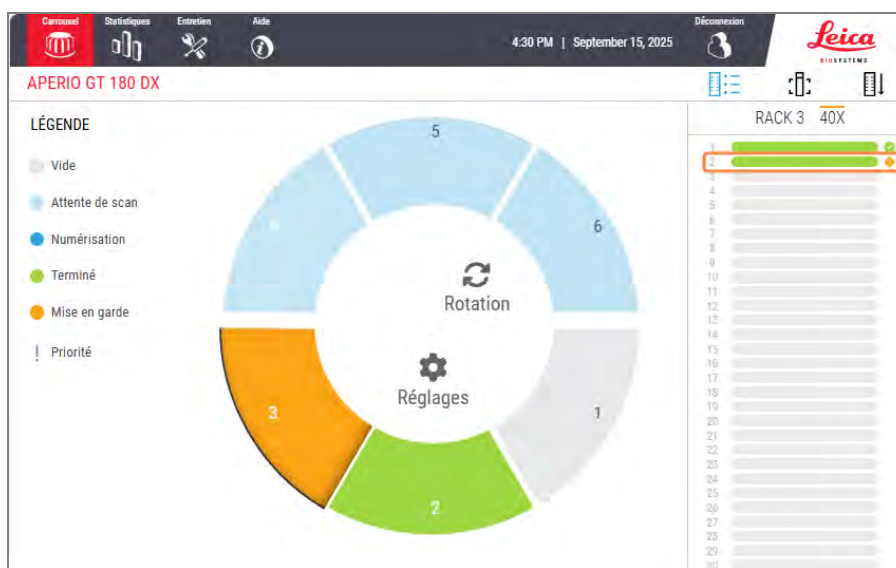 Carrousel
Statistiques
Entretien
Aide
4:30 PM | September 15, 2025
Déconnexion
Leica
BIOSYSTEMS
APERIO GT 180 DX
RACK 3 40X
LÉGENDE
Vide
Attente de scan
Numérisation
Terminé
Mise en garde
! Priorité
5
6
Rotation
Réglages
3
1
2
1
2
3
4
5
6
7
8
9
10
11
12
13
14
15
16
17
18
19
20
21
22
23
24
25
26
27
28
29
30